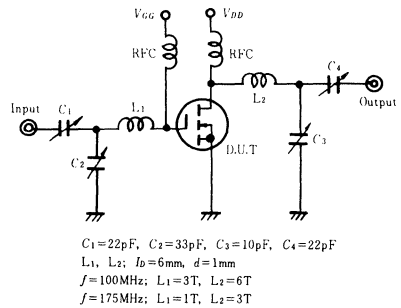 V_GG V_DD
RFC RFC
C_4
L_1 L_2
Input C_1 Output
D.U.T C_3
C_2
C_1=22pF, C_2=33pF, C_3=10pF, C_4=22pF
L_1, L_2; I_D=6mm, d=1mm
f=100MHz; L_1=3T, L_2=6T
f=175MHz; L_1=1T, L_2=3T